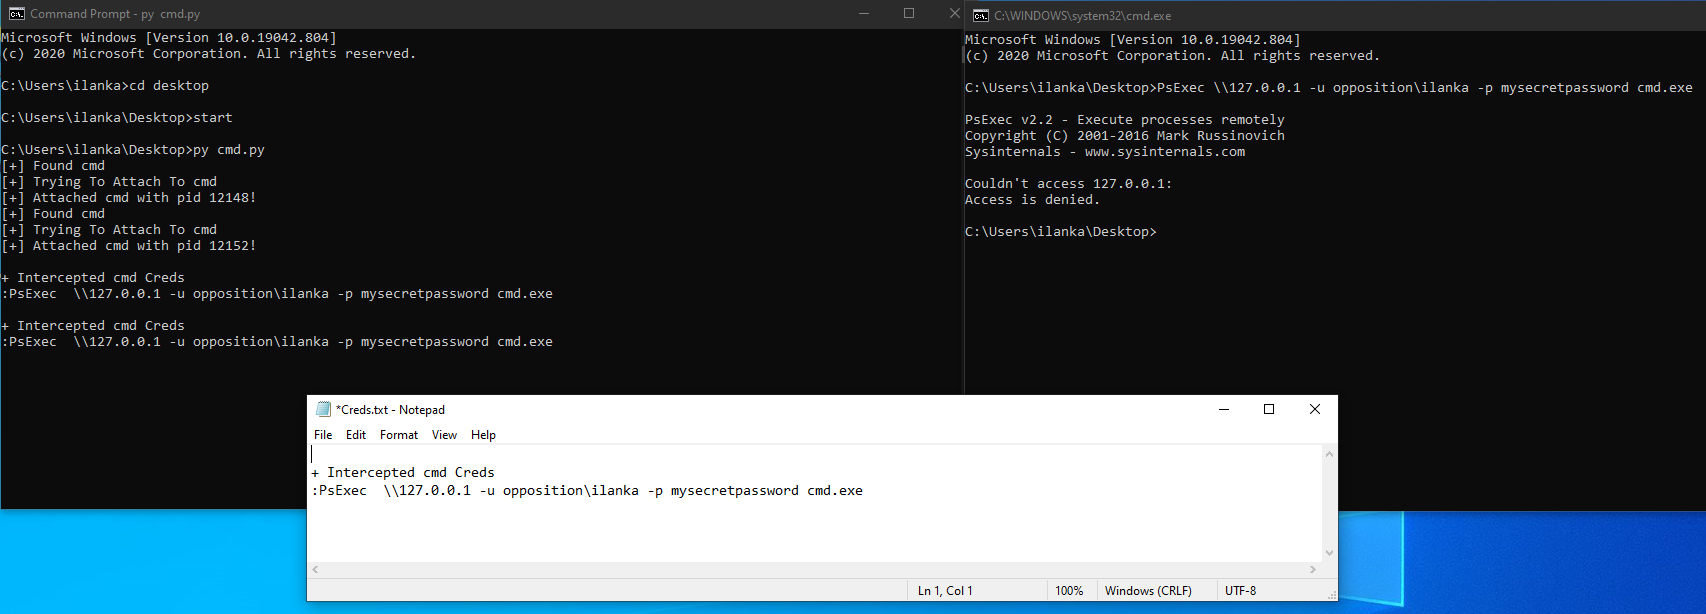 Command Prompt - py  cmd.py
Microsoft Windows [Version 10.0.19042.804]
(c) 2020 Microsoft Corporation. All rights reserved.
C:\Users\ilanka>cd desktop
C:\Users\ilanka\Desktop>start
C:\Users\ilanka\Desktop>py cmd.py
[+] Found cmd
[+] Trying To Attach To cmd
[+] Attached cmd with pid 12148!
[+] Found cmd
[+] Trying To Attach To cmd
[+] Attached cmd with pid 12152!
+ Intercepted cmd Creds
:PsExec  \\127.0.0.1 -u opposition\ilanka -p mysecretpassword cmd.exe
+ Intercepted cmd Creds
:PsExec  \\127.0.0.1 -u opposition\ilanka -p mysecretpassword cmd.exe
C:\WINDOWS\system32\cmd.exe
Microsoft Windows [Version 10.0.19042.804]
(c) 2020 Microsoft Corporation. All rights reserved.
C:\Users\ilanka\Desktop>PsExec \\127.0.0.1 -u opposition\ilanka -p mysecretpassword cmd.exe
PsExec v2.2 - Execute processes remotely
Copyright (C) 2001-2016 Mark Russinovich
Sysinternals - www.sysinternals.com
Couldn't access 127.0.0.1:
Access is denied.
C:\Users\ilanka\Desktop>
*Creds.txt - Notepad
File Edit Format View Help
+ Intercepted cmd Creds
:PsExec  \\127.0.0.1 -u opposition\ilanka -p mysecretpassword cmd.exe
Ln 1, Col 1 100% Windows (CRLF) UTF-8